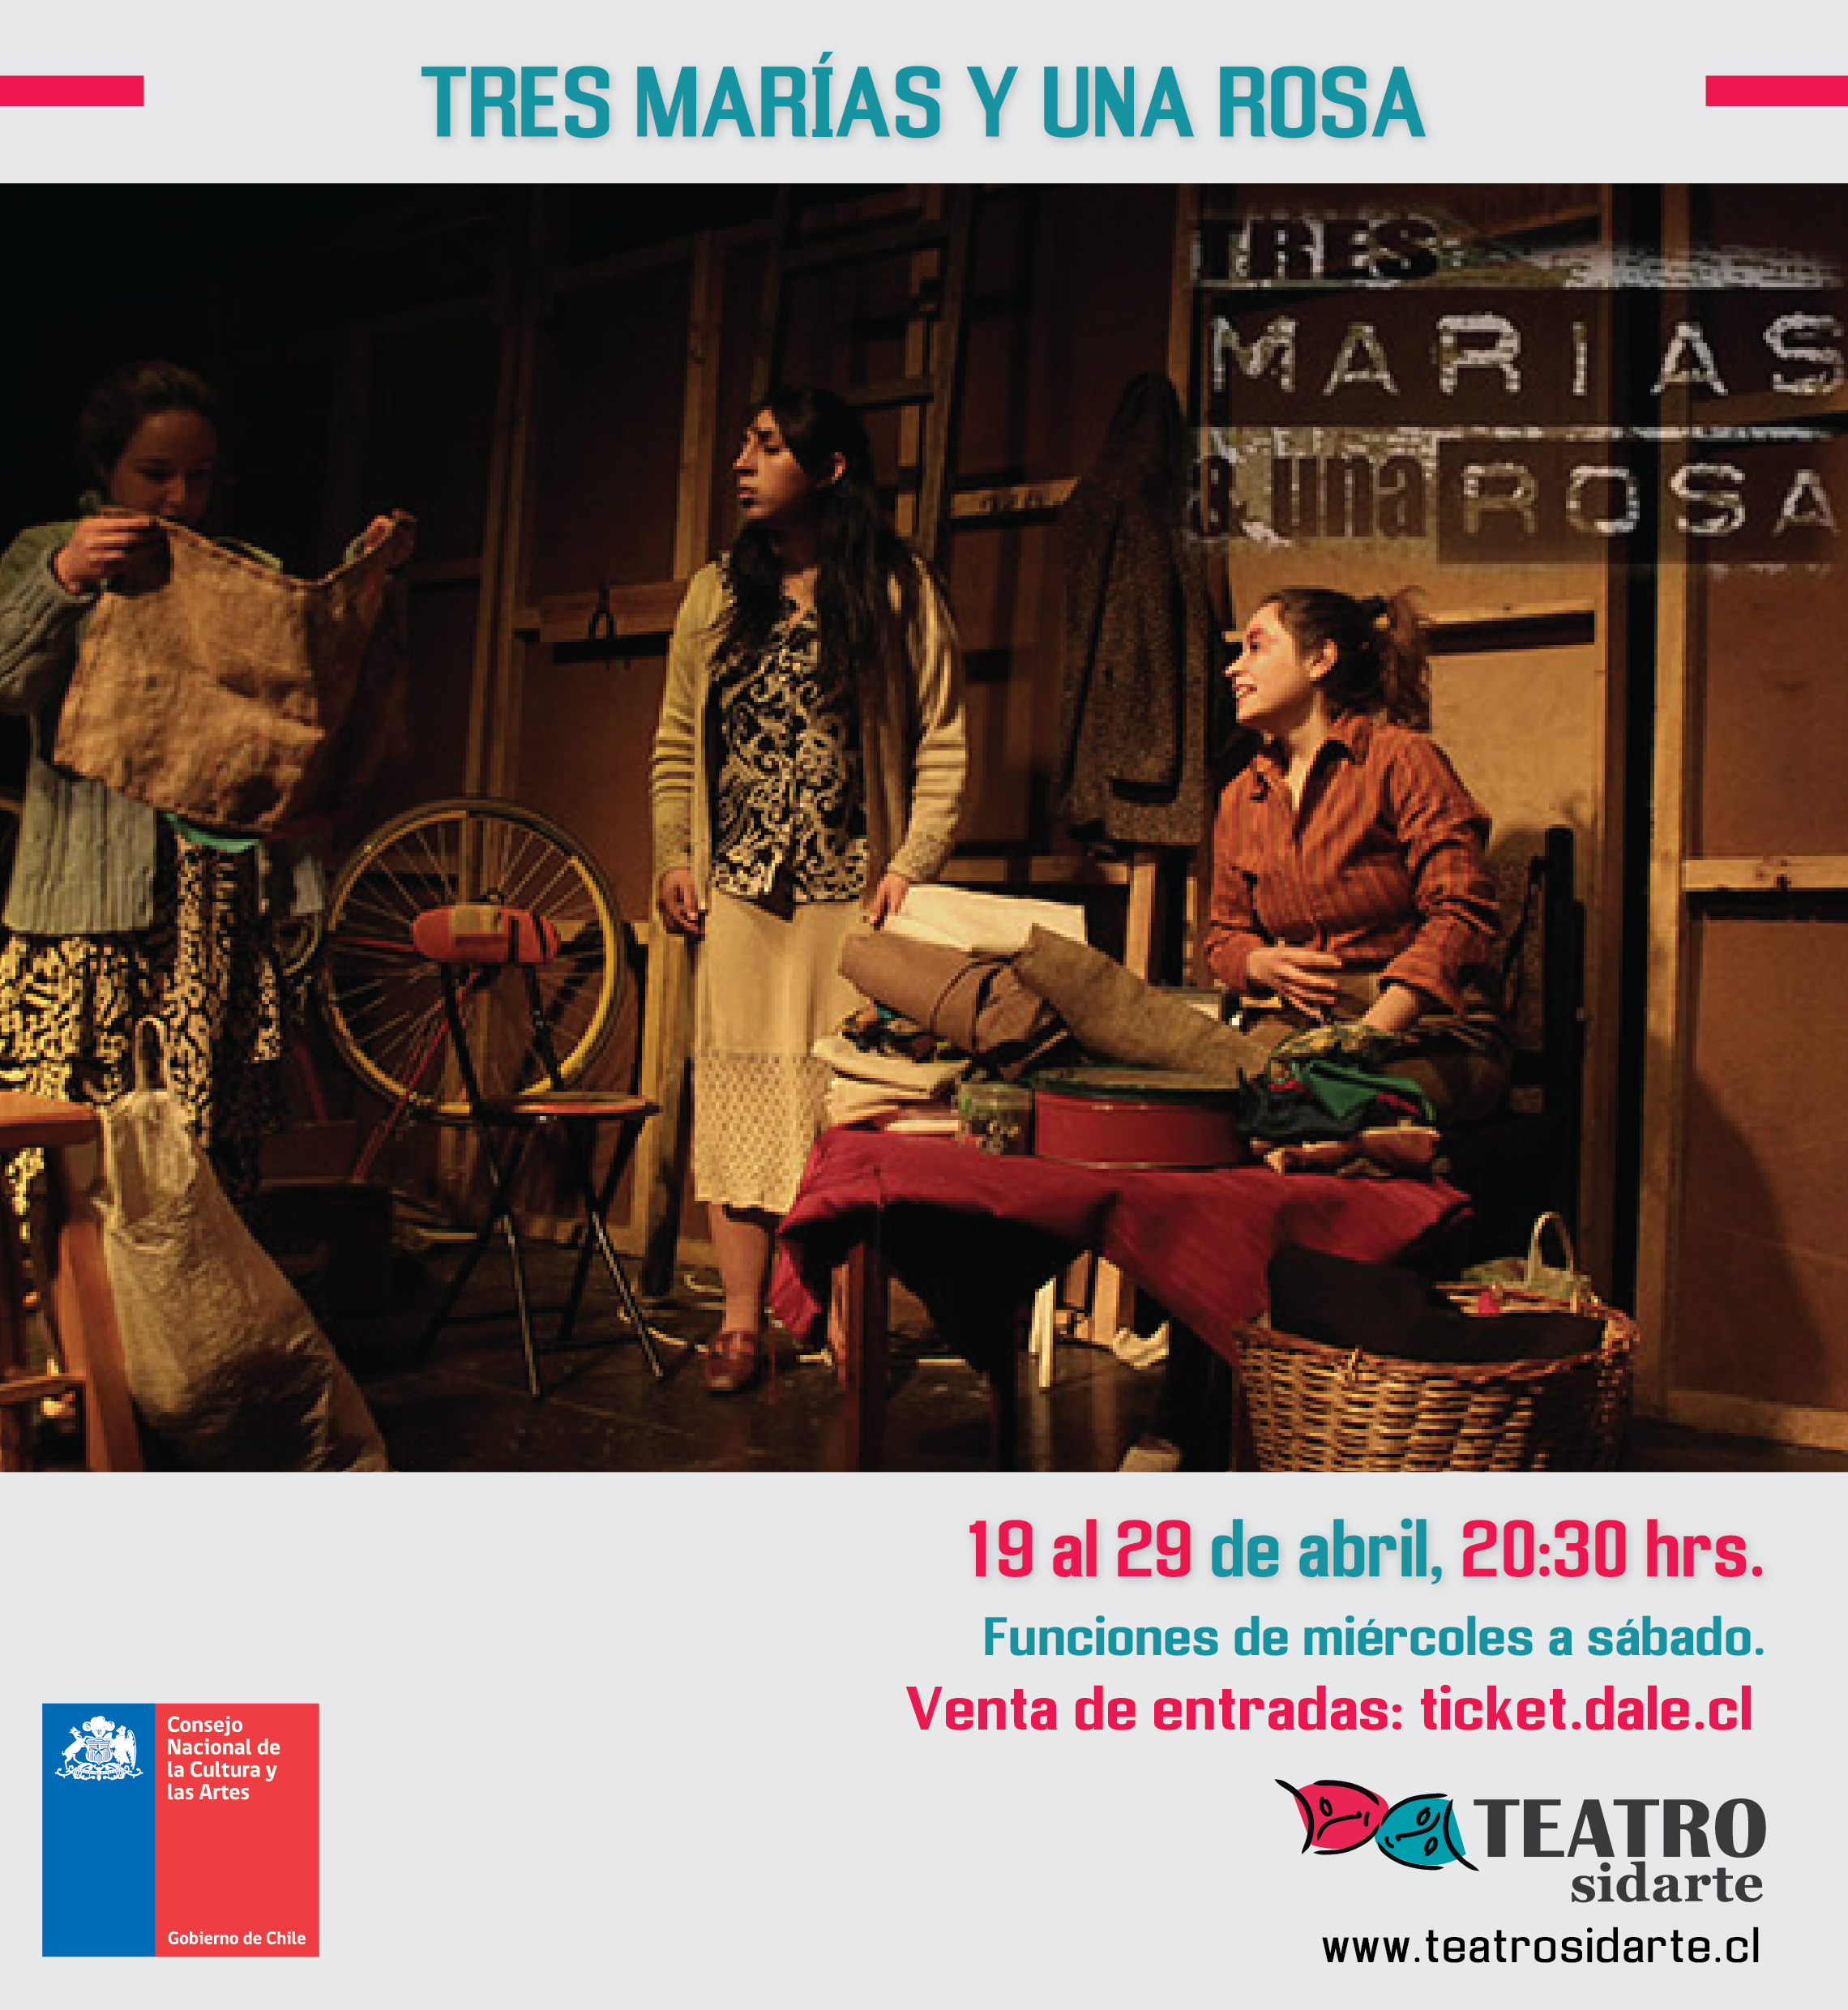 TRES MARÍAS Y UNA ROSA
TRES
MARIAS
& una ROSA
19 al 29 de abril, 20:30 hrs.
Funciones de miércoles a sábado.
Venta de entradas: ticket.dale.cl
Consejo
Nacional de
la Cultura y
las Artes
Gobierno de Chile
TEATRO
sidarte
www.teatrosidarte.cl